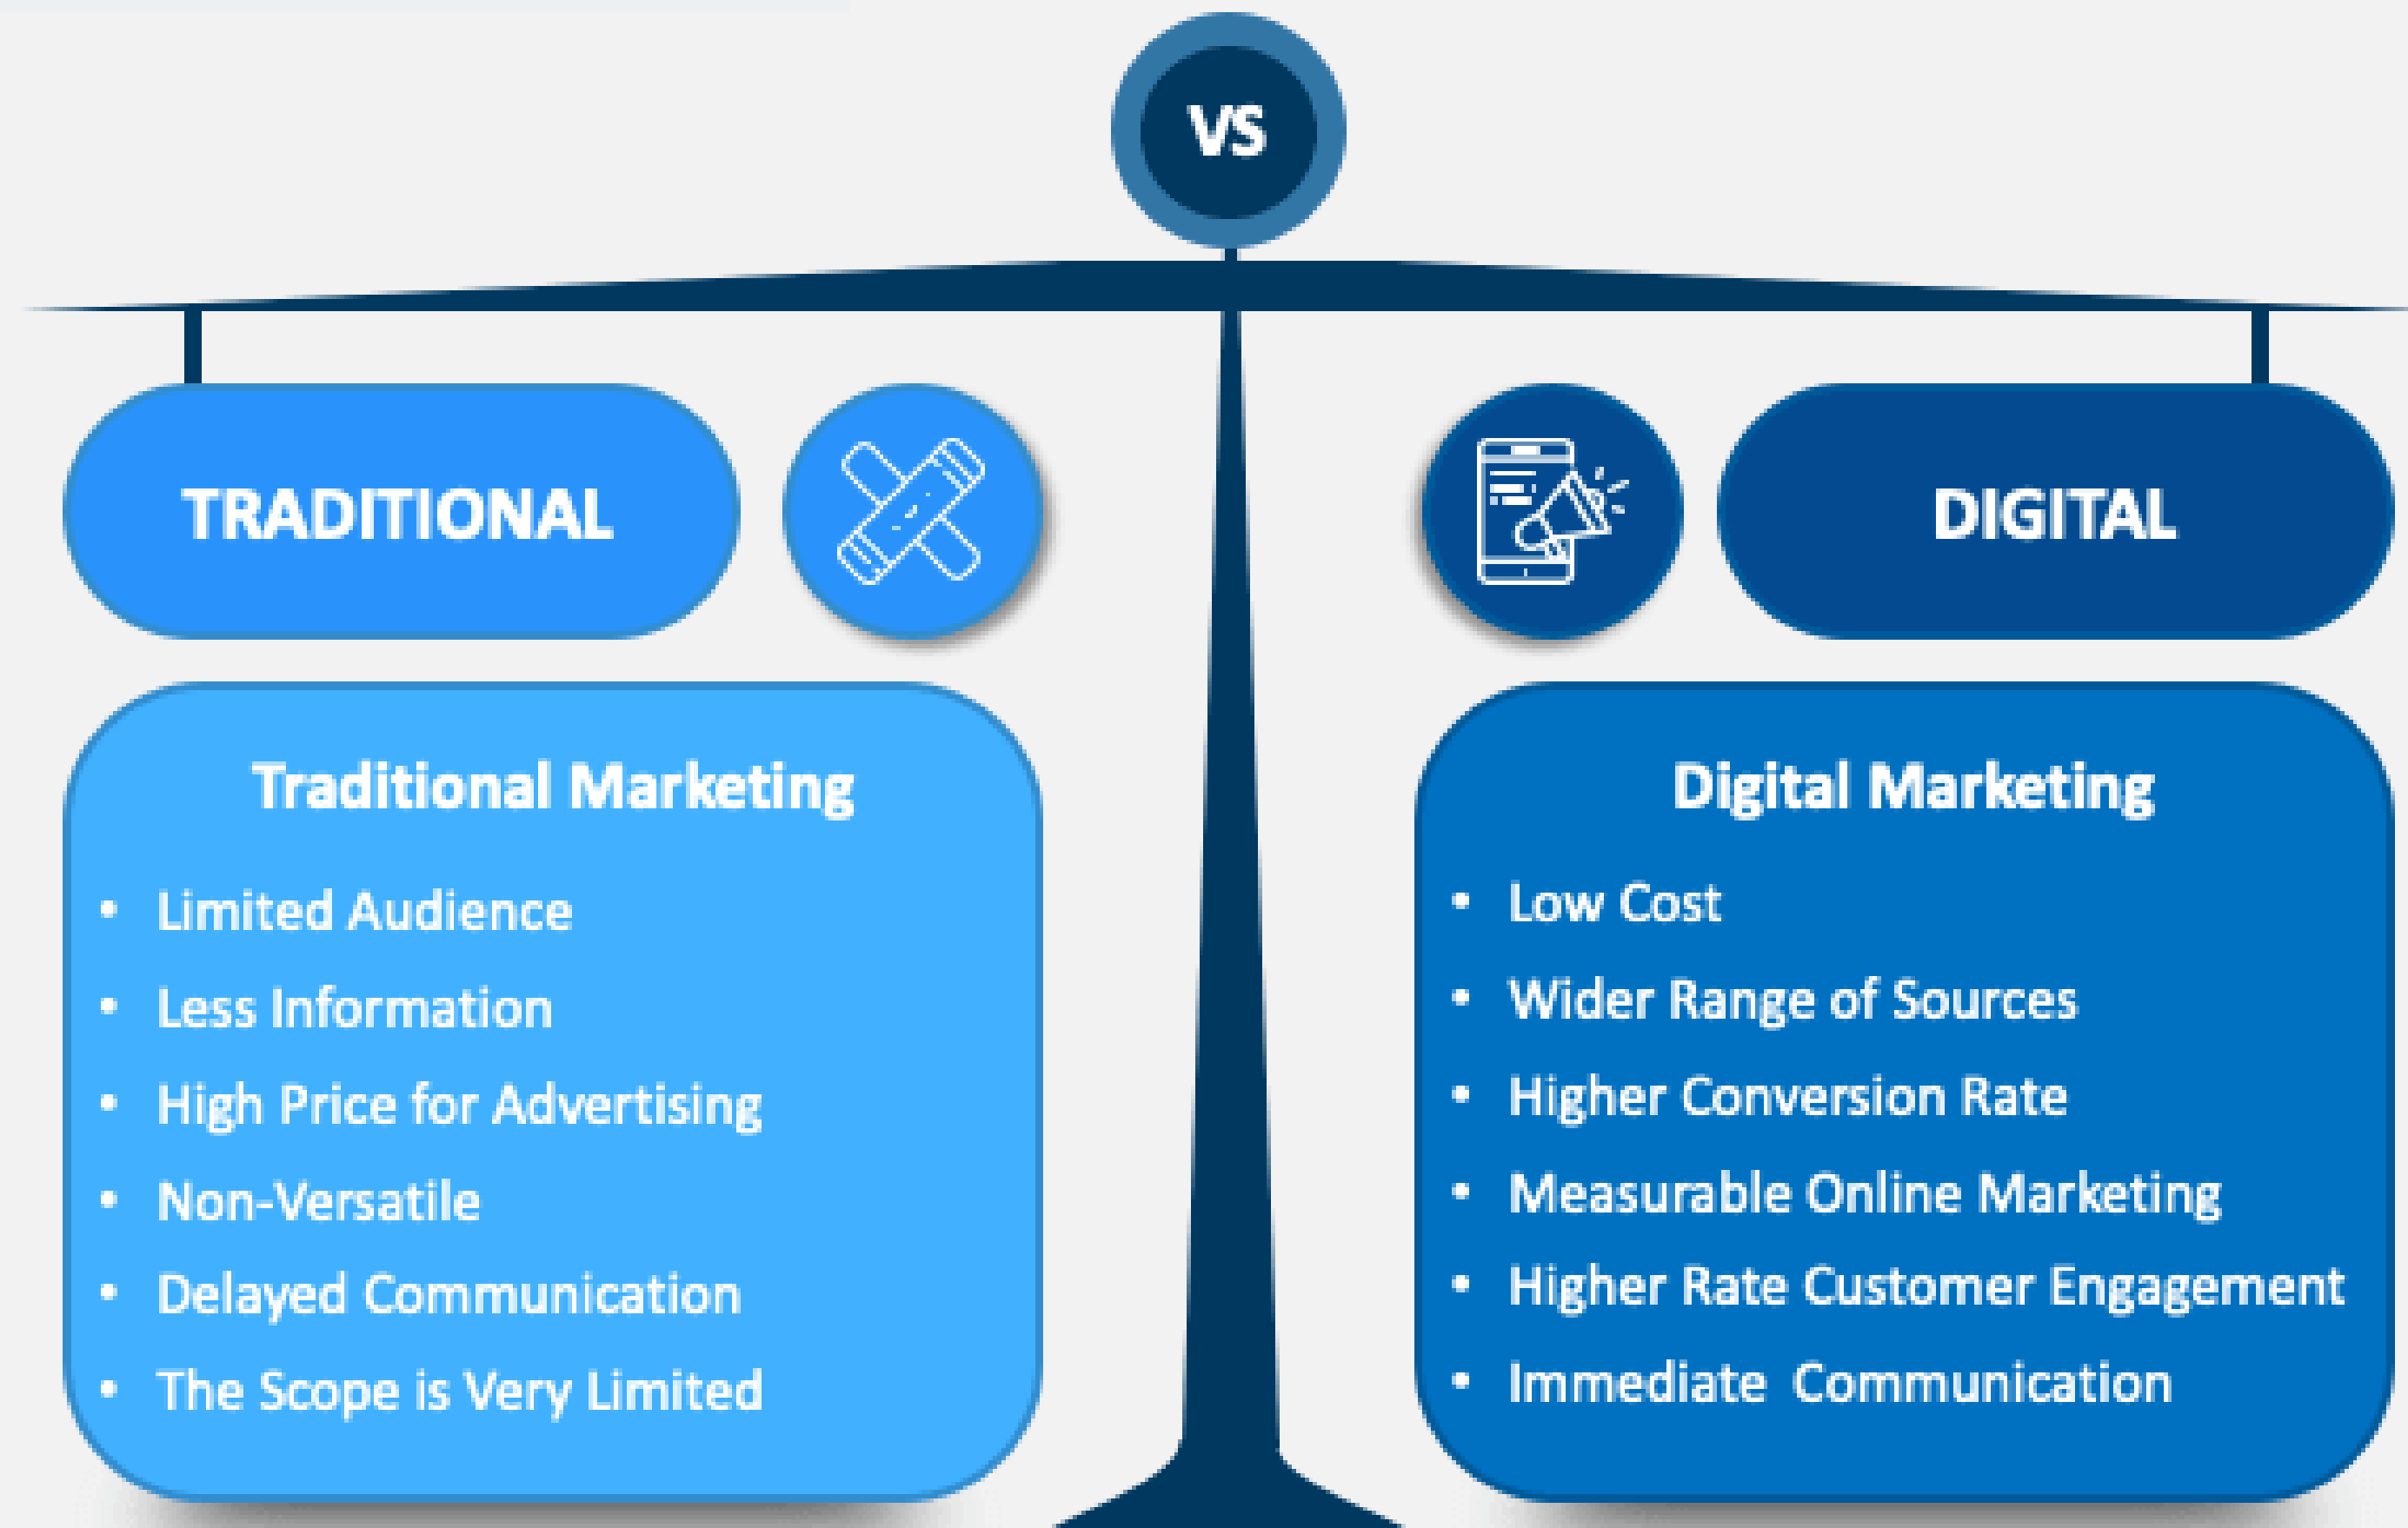 VS
TRADITIONAL
DIGITAL
Traditional Marketing
• Limited Audience
• Less Information
• High Price for Advertising
• Non-Versatile
• Delayed Communication
• The Scope is Very Limited
Digital Marketing
• Low Cost
• Wider Range of Sources
• Higher Conversion Rate
• Measurable Online Marketing
• Higher Rate Customer Engagement
• Immediate  Communication